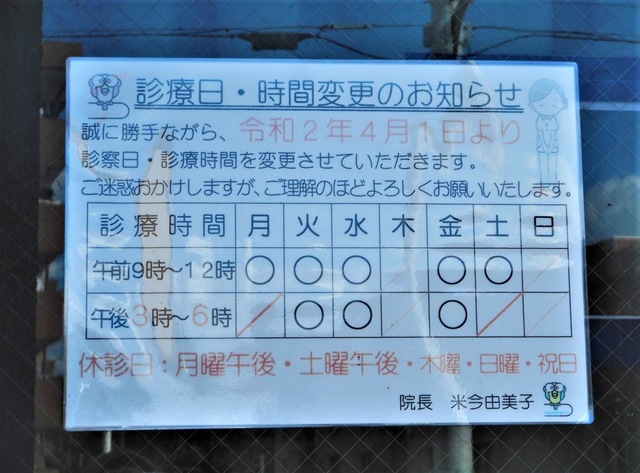 診療日・時間変更のお知らせ
誠に勝手ながら、令和2年4月1日より
診察日・診療時間を変更させていただきます。
ご迷惑おかけしますが、ご理解のほどよろしくお願いいたします。
診療時間 月 火 水 木 金 土 日
午前9時~12時 ○ ○ ○ / ○ ○ /
午後3時~6時 / ○ ○ / ○ / /
休診日:月曜午後・土曜午後・木曜・日曜・祝日
院長 米今由美子